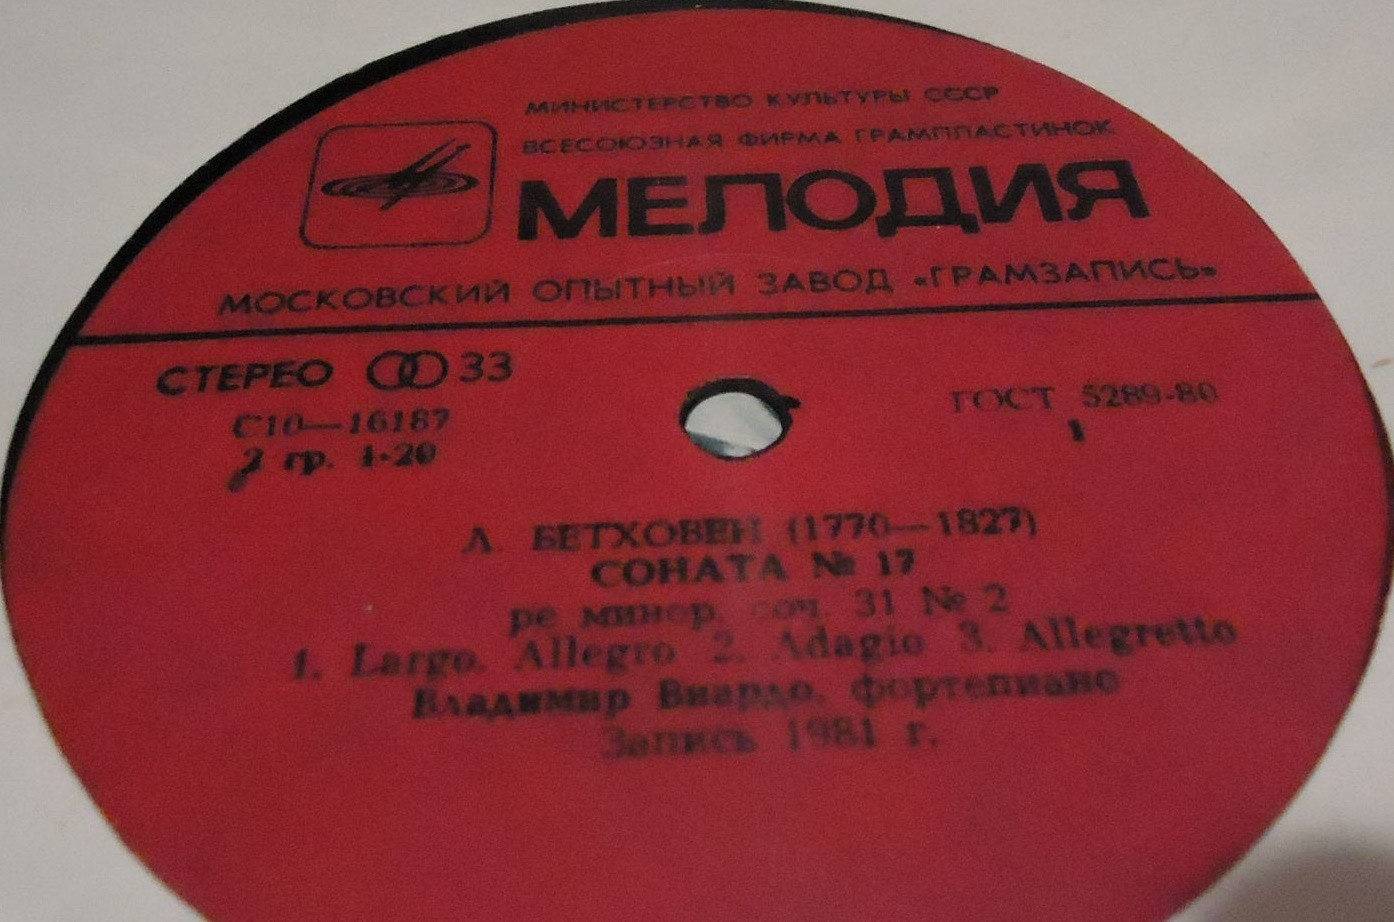 МИНИСТЕРСТВО КУЛЬТУРЫ СССР
ВСЕСОЮЗНАЯ ФИРМА ГРАМПЛАСТИНОК
МЕЛОДИЯ
МОСКОВСКИЙ ОПЫТНЫЙ ЗАВОД «ГРАМЗАПИСЬ»
СТЕРЕО 33
ГОСТ 5289-80
С10—16187
1
2 гр. 1-20
Л. БЕТХОВЕН (1770—1827)
СОНАТА № 17
ре минор, соч. 31 № 2
1. Largo. Allegro 2. Adagio 3. Allegretto
Владимир Виардо, фортепиано
Запись 1981 г.